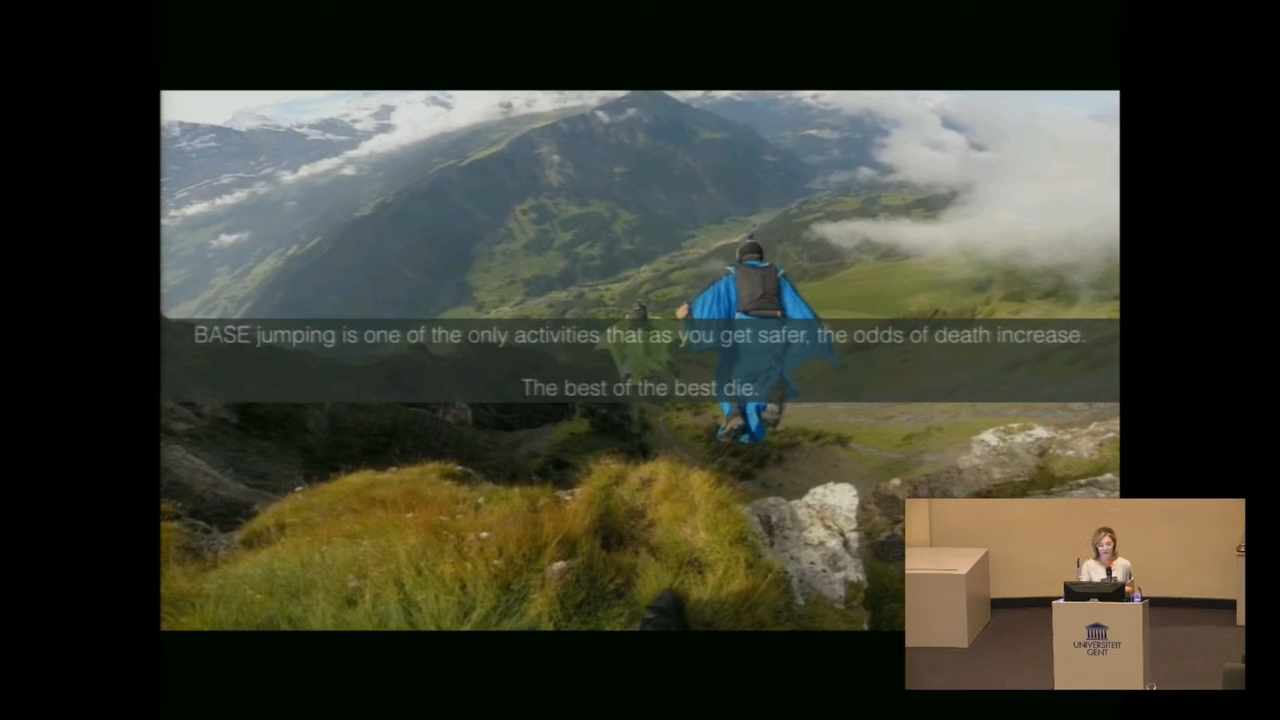 BASE jumping is one of the only activities that as you get safer, the odds of death increase.
The best of the best die.
UNIVERSITEIT
GENT